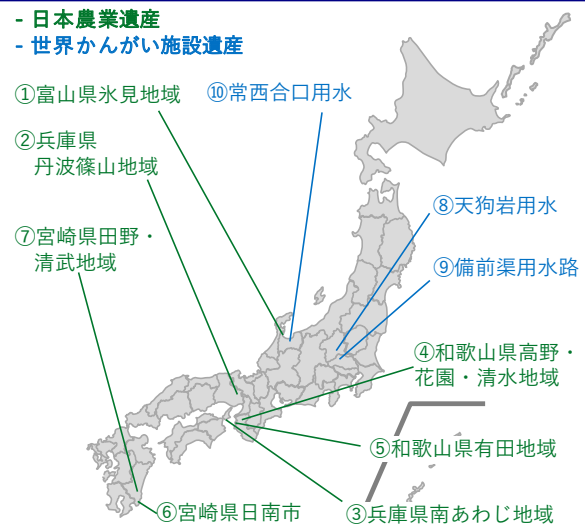 - 日本農業遺産
- 世界かんがい施設遺産
①富山県氷見地域
⑩常西合口用水
②兵庫県
丹波篠山地域
⑦宮崎県田野・
清武地域
⑧天狗岩用水
⑨備前渠用水路
④和歌山県高野・
花園・清水地域
⑤和歌山県有田地域
⑥宮崎県日南市
③兵庫県南あわじ地域